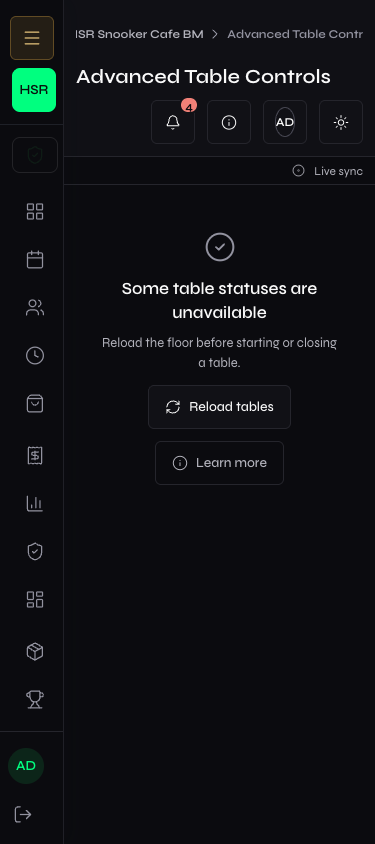 HSR
HSR Snooker Cafe BM > Advanced Table Contr
Advanced Table Controls
4
AD
Live sync
Some table statuses are
unavailable
Reload the floor before starting or closing
a table.
Reload tables
Learn more
AD